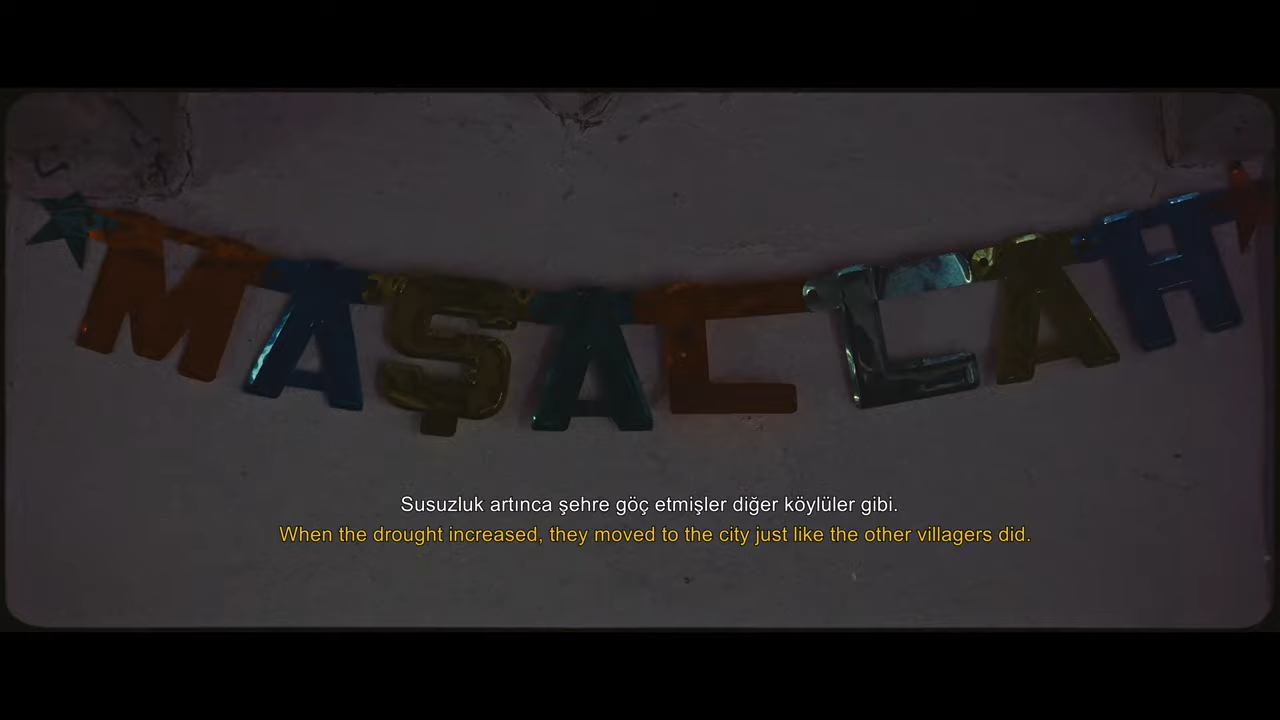 MAŞALLAH
Susuzluk artınca şehre göç etmişler diğer köylüler gibi.
When the drought increased, they moved to the city just like the other villagers did.